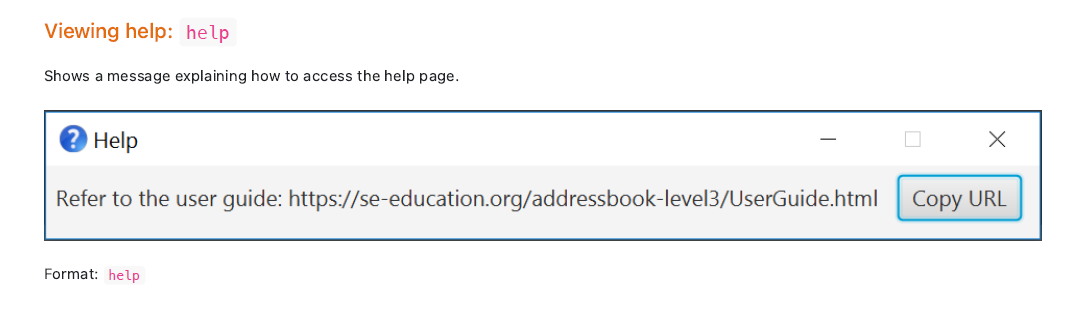 Viewing help: help
Shows a message explaining how to access the help page.
Help
Refer to the user guide: https://se-education.org/addressbook-level3/UserGuide.html Copy URL
Format: help